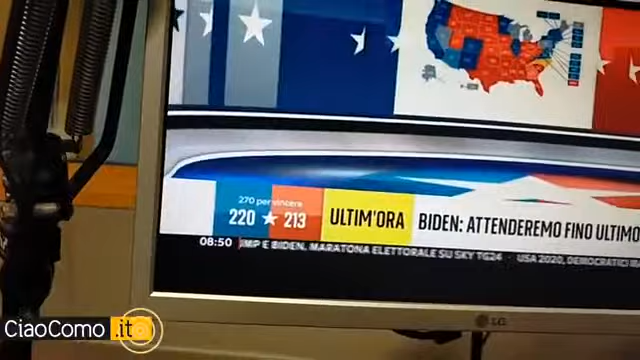 270 per vincere
220 ★ 213
ULTIM'ORA
BIDEN: ATTENDEREMO FINO ULTIMO
08:50
MP E BIDEN. MARATONA ELETTORALE SU SKY TG24 · USA 2020, DEMOCRATICI
LG
CiaoComo.it